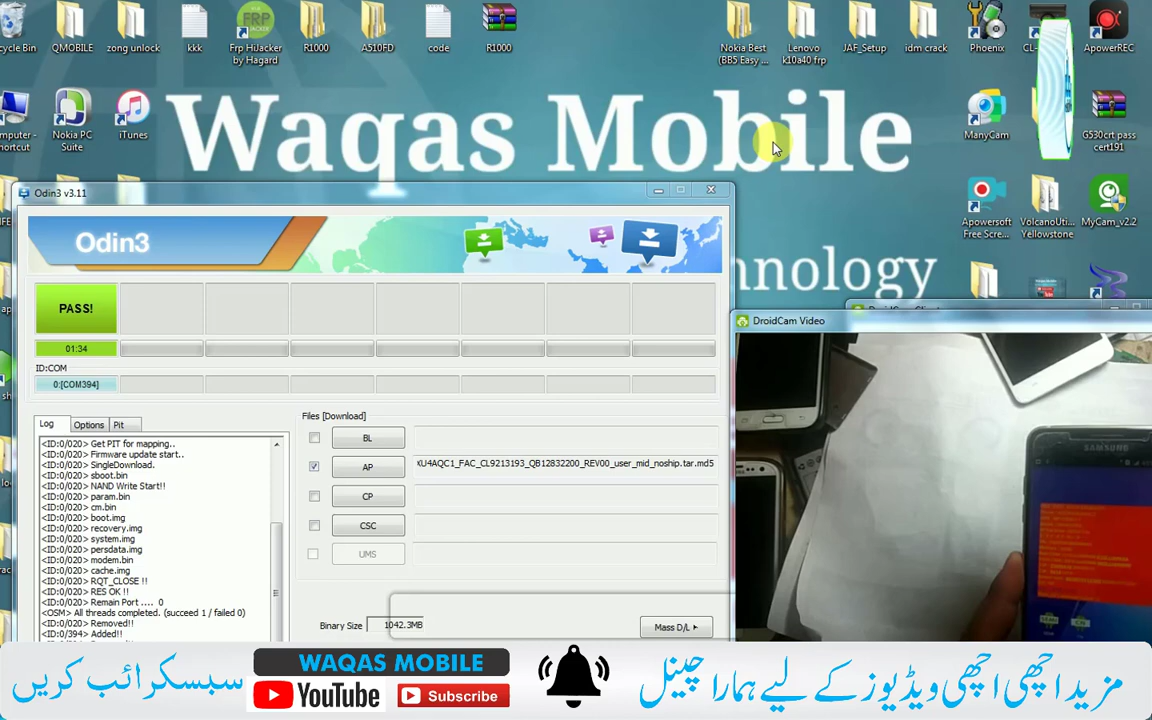 cycle Bin
QMOBILE
zong unlock
kkk
Frp HiJacker
by Hagard
R1000
A510FD
code
R1000
Nokia Best
(BB5 Easy ...
Lenovo
k10a40 frp
JAF_Setup
idm crack
Phoenix
CL-
ApowerREC
mputer -
hortcut
Nokia PC
Suite
iTunes
Waqas Mobile
ManyCam
G530crt pass
cert191
Odin3 v3.11
Apowersoft
Free Scree...
VolcanoUti...
Yellowstone
MyCam_v2.2
Odin3
hnology
PASS!
DroidCam Video
01:34
ID:COM
0:[COM394]
Log
Options
Pit
Files [Download]
<ID:0/020> Get PIT for mapping..
<ID:0/020> Firmware update start..
<ID:0/020> SingleDownload.
<ID:0/020> sboot.bin
<ID:0/020> NAND Write Start!!
<ID:0/020> param.bin
<ID:0/020> cm.bin
<ID:0/020> boot.img
<ID:0/020> recovery.img
<ID:0/020> system.img
<ID:0/020> persdata.img
<ID:0/020> modem.bin
<ID:0/020> cache.img
<ID:0/020> RQT_CLOSE !!
<ID:0/020> RES OK !!
<ID:0/020> Remain Port .... 0
<OSM> All threads completed. (succeed 1 / failed 0)
<ID:0/020> Removed!!
<ID:0/394> Added!!
BL
AP
XU4AQC1_FAC_CL9213193_QB12832200_REV00_user_mid_noship.tar.md5
CP
CSC
UMS
Binary Size
1042.3MB
Mass D/L
مزید اچھی اچھی ویڈیوز کے لیے ہمارا چینل
WAQAS MOBILE
YouTube
Subscribe
سبسکرائب کریں